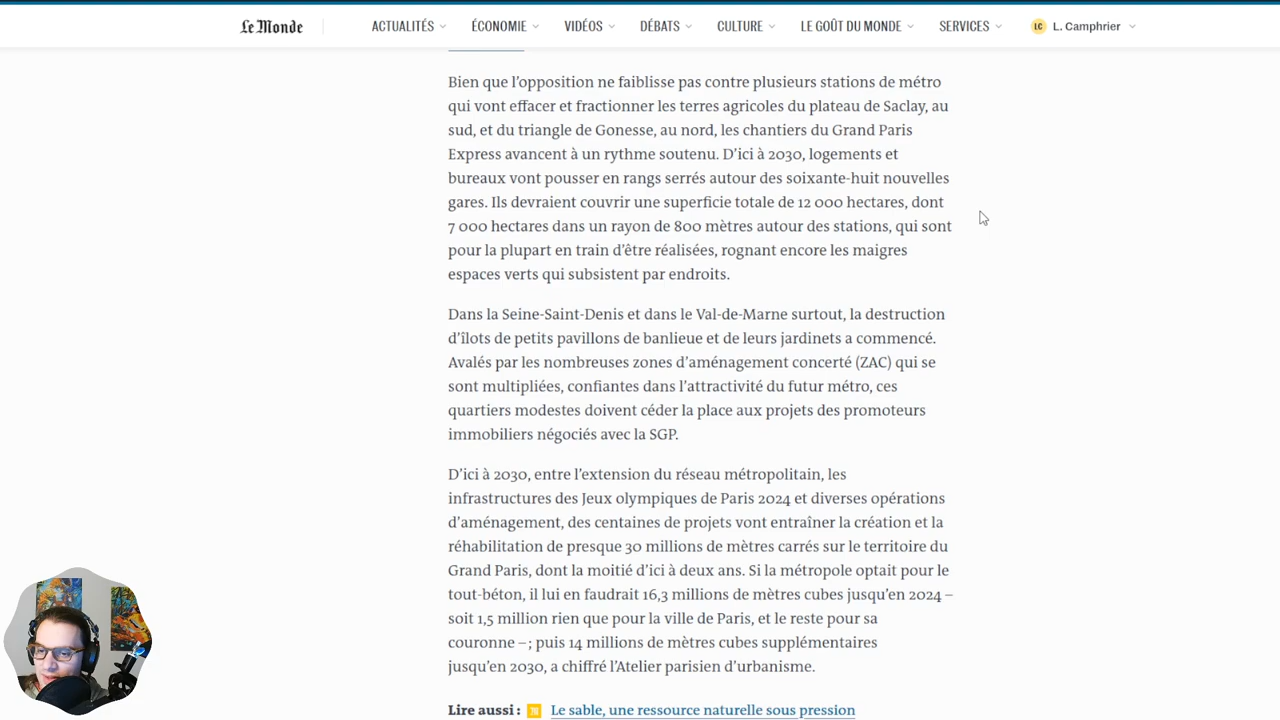 Le Monde
ACTUALITÉS
ÉCONOMIE
VIDÉOS
DÉBATS
CULTURE
LE GOÛT DU MONDE
SERVICES
LC
L. Camphrier
Bien que l’opposition ne faiblisse pas contre plusieurs stations de métro
qui vont effacer et fractionner les terres agricoles du plateau de Saclay, au
sud, et du triangle de Gonesse, au nord, les chantiers du Grand Paris
Express avancent à un rythme soutenu. D’ici à 2030, logements et
bureaux vont pousser en rangs serrés autour des soixante-huit nouvelles
gares. Ils devraient couvrir une superficie totale de 12 000 hectares, dont
7 000 hectares dans un rayon de 800 mètres autour des stations, qui sont
pour la plupart en train d’être réalisées, rognant encore les maigres
espaces verts qui subsistent par endroits.
Dans la Seine-Saint-Denis et dans le Val-de-Marne surtout, la destruction
d’îlots de petits pavillons de banlieue et de leurs jardinets a commencé.
Avalés par les nombreuses zones d’aménagement concerté (ZAC) qui se
sont multipliées, confiantes dans l’attractivité du futur métro, ces
quartiers modestes doivent céder la place aux projets des promoteurs
immobiliers négociés avec la SGP.
D’ici à 2030, entre l’extension du réseau métropolitain, les
infrastructures des Jeux olympiques de Paris 2024 et diverses opérations
d’aménagement, des centaines de projets vont entraîner la création et la
réhabilitation de presque 30 millions de mètres carrés sur le territoire du
Grand Paris, dont la moitié d’ici à deux ans. Si la métropole optait pour le
tout-béton, il lui en faudrait 16,3 millions de mètres cubes jusqu’en 2024 –
soit 1,5 million rien que pour la ville de Paris, et le reste pour sa
couronne – ; puis 14 millions de mètres cubes supplémentaires
jusqu’en 2030, a chiffré l’Atelier parisien d’urbanisme.
Lire aussi : Le sable, une ressource naturelle sous pression